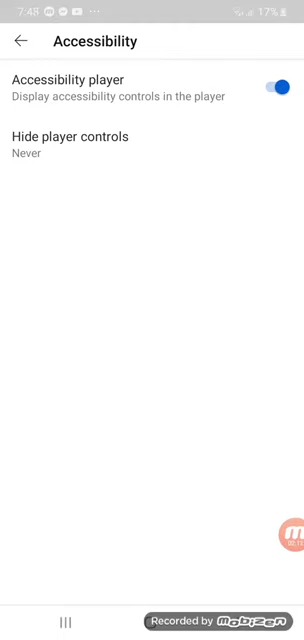 7:48
17%
Accessibility
Accessibility player
Display accessibility controls in the player
Hide player controls
Never
Recorded by MOBIZEN